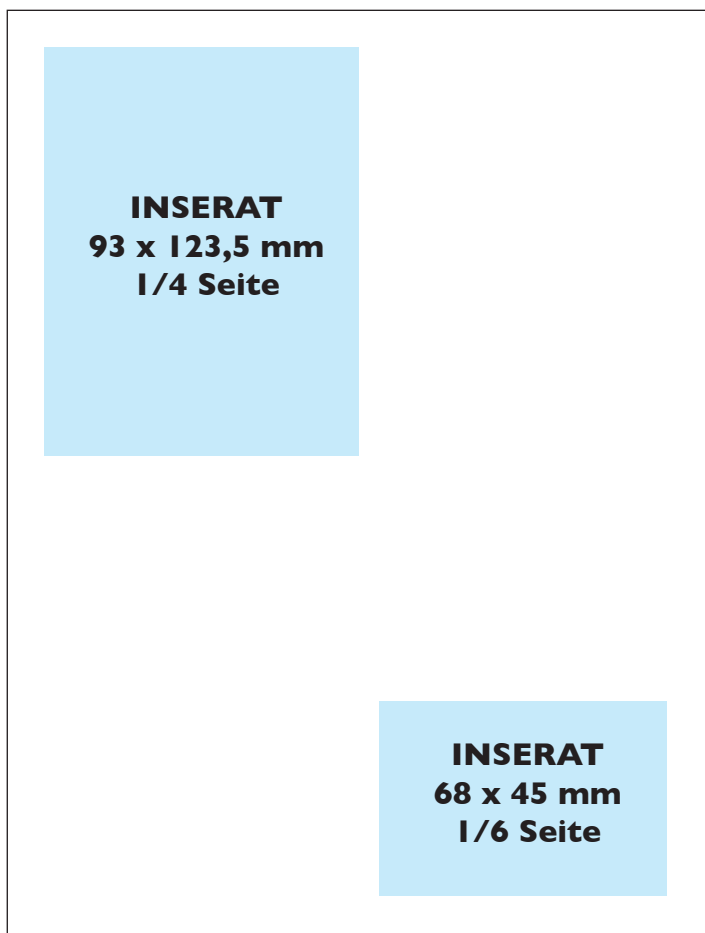 INSERAT
93 x 123,5 mm
1/4 Seite
INSERAT
68 x 45 mm
1/6 Seite